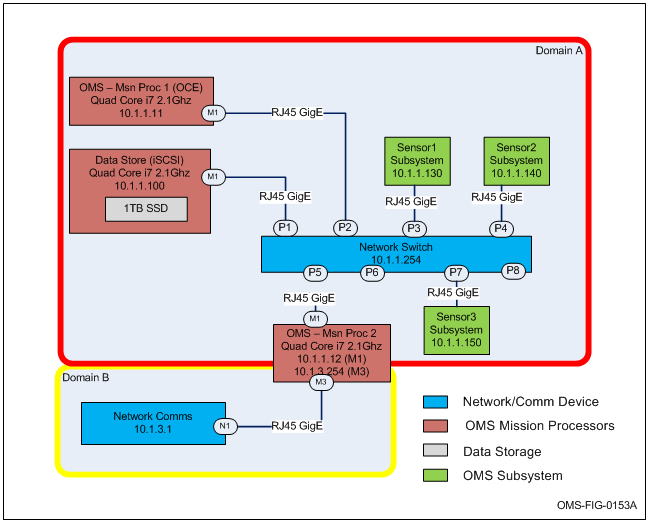 Domain A
OMS – Msn Proc 1 (OCE)
Quad Core i7 2.1Ghz
10.1.1.11
M1
RJ45 GigE
Data Store (iSCSI)
Quad Core i7 2.1Ghz
10.1.1.100
1TB SSD
M1
RJ45 GigE
Sensor1
Subsystem
10.1.1.130
RJ45 GigE
Sensor2
Subsystem
10.1.1.140
RJ45 GigE
P1
P2
P3
P4
Network Switch
10.1.1.254
P5
P6
P7
P8
RJ45 GigE
RJ45 GigE
Sensor3
Subsystem
10.1.1.150
M1
OMS – Msn Proc 2
Quad Core i7 2.1Ghz
10.1.1.12 (M1)
10.1.3.254 (M3)
M3
Domain B
Network Comms
10.1.3.1
N1
RJ45 GigE
Network/Comm Device
OMS Mission Processors
Data Storage
OMS Subsystem
OMS-FIG-0153A